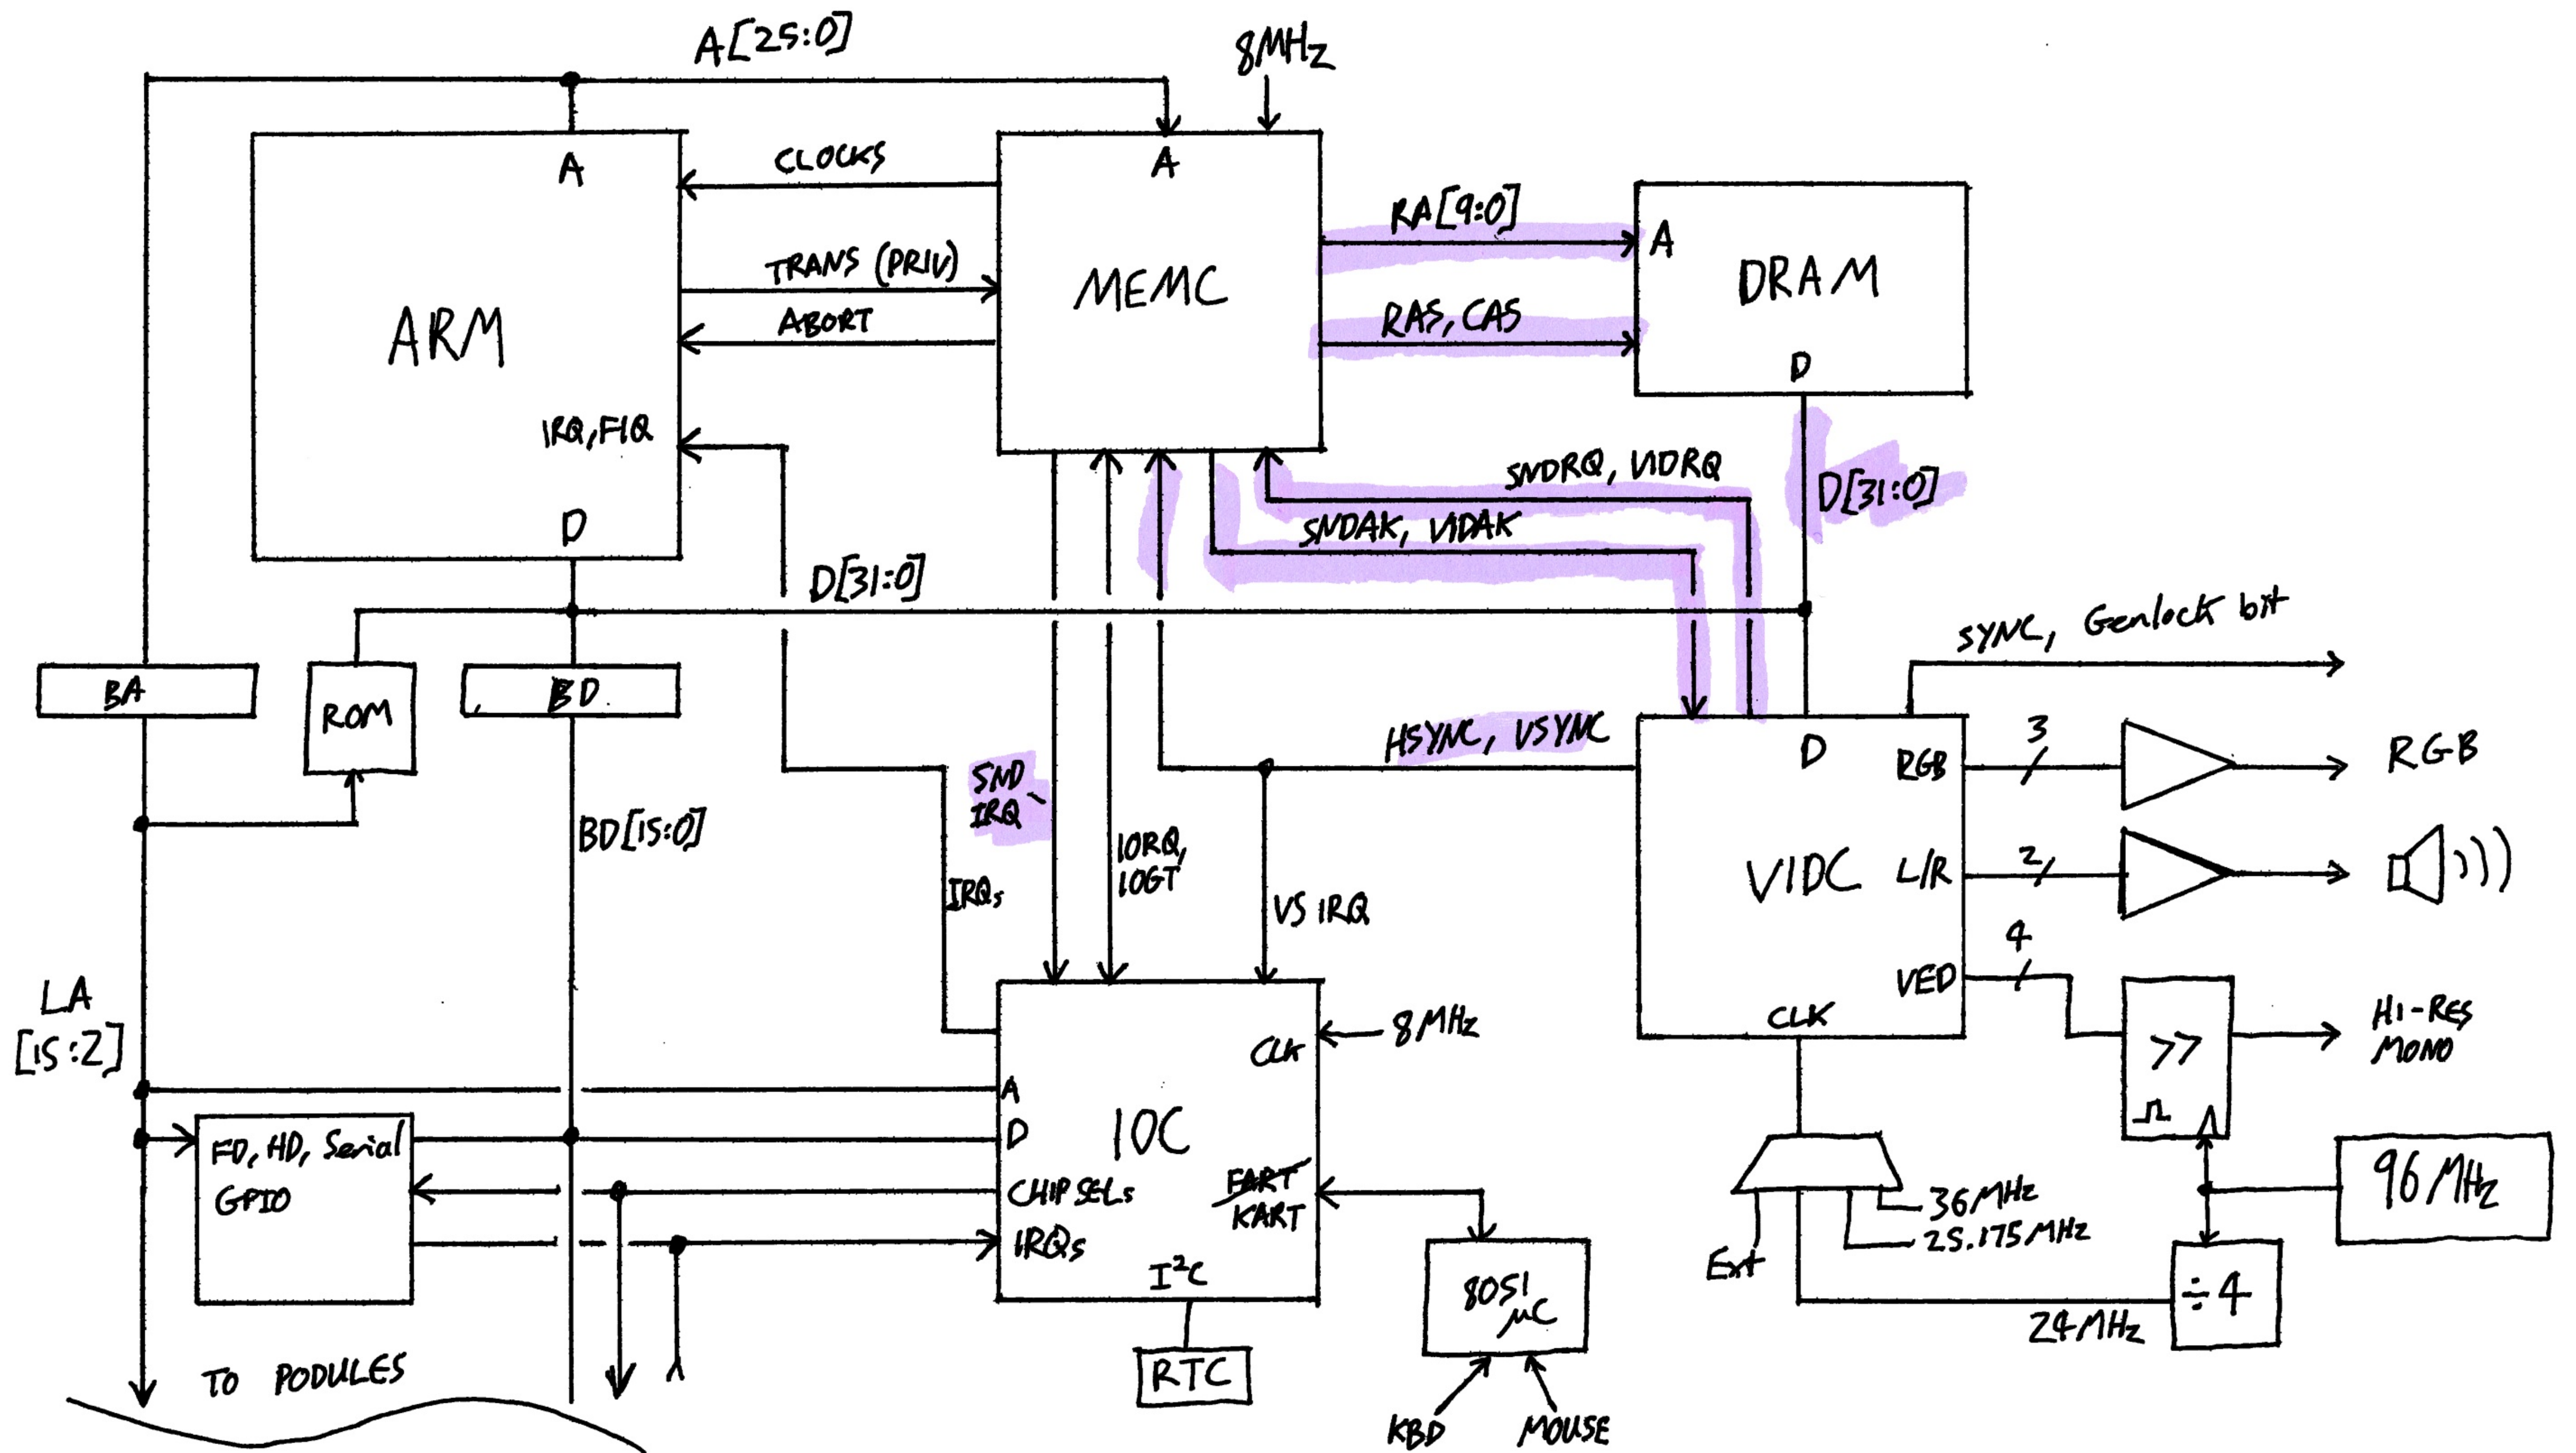 A[25:0]
8MHz
A
CLOCKS
A
RA[9:0]
A
TRANS (PRIV)
MEMC
DRAM
ARM
ABORT
RAS, CAS
D
IRQ, FIQ
SNDRQ, VIDRQ
D[31:0]
D
SNDAK, VIDAK
D[31:0]
SYNC, Genlock bit
BA
ROM
BD
HSYNC, VSYNC
D
RGB
3
RGB
SND
IRQ
BD[15:0]
IORQ,
IOGT
VIDC
L/R
2
IRQs
VS IRQ
4
VED
LA
[15:2]
CLK
8MHz
CLK
>>
HI-RES
MONO
A
D
IOC
FD, HD, Serial
GPIO
CHIP SELs
FART
KART
IRQs
I²C
36MHz
25.175MHz
Ext
96MHz
8051
μC
÷4
24MHz
TO PODULES
RTC
KBD
MOUSE